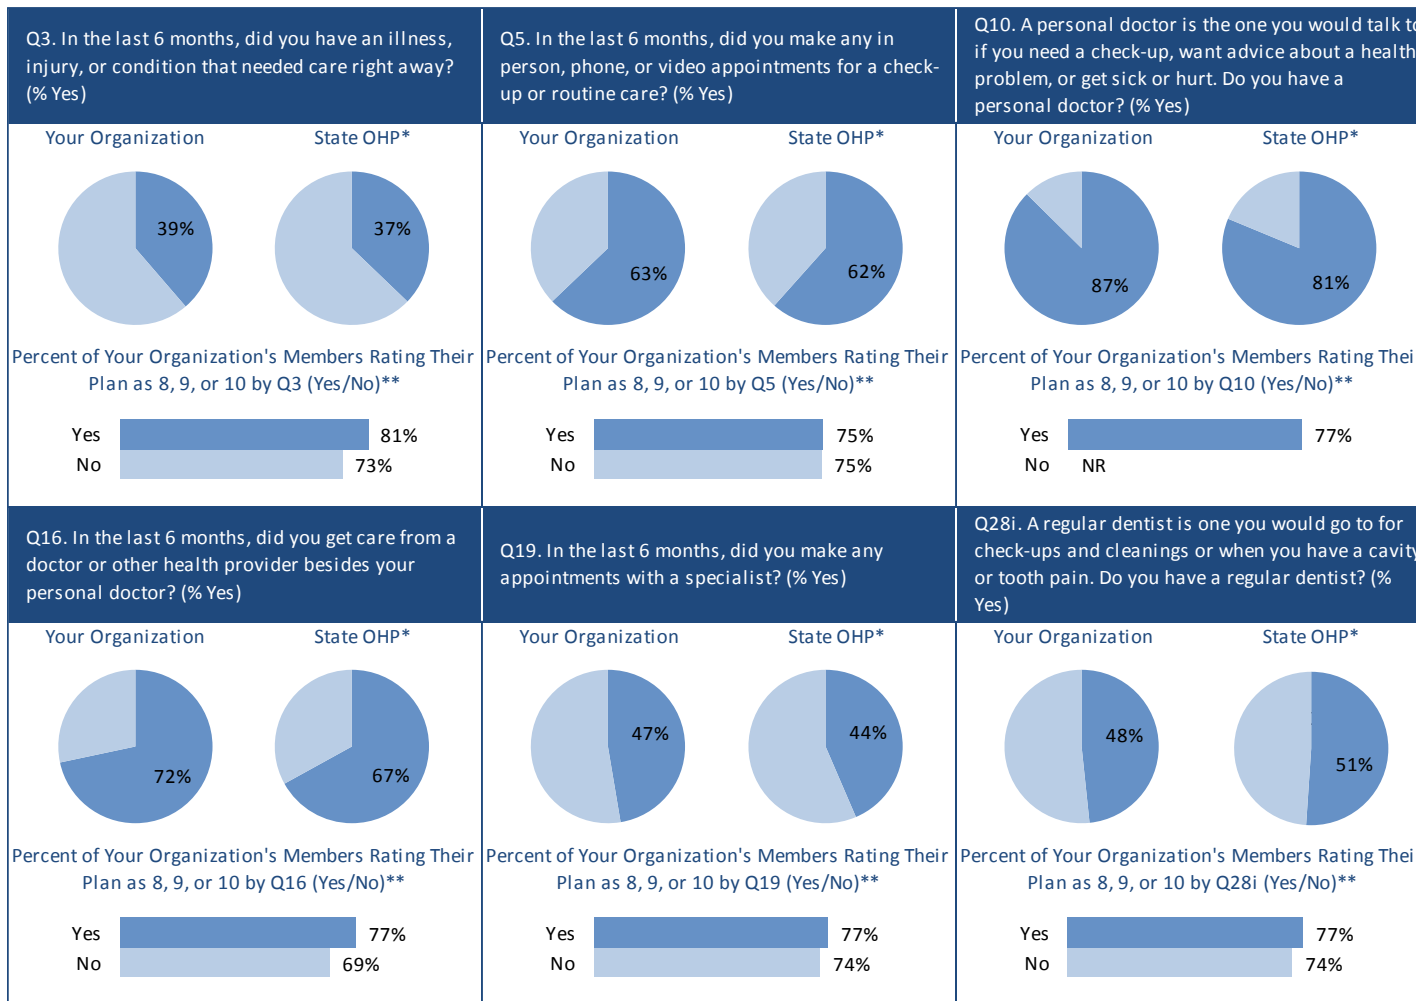 Q3. In the last 6 months, did you have an illness,
injury, or condition that needed care right away?
(% Yes)
Q5. In the last 6 months, did you make any in
person, phone, or video appointments for a check-
up or routine care? (% Yes)
Q10. A personal doctor is the one you would talk to
if you need a check-up, want advice about a health
problem, or get sick or hurt. Do you have a
personal doctor? (% Yes)
Your Organization
State OHP*
39%
37%
Your Organization
State OHP*
63%
62%
Your Organization
State OHP*
87%
81%
Percent of Your Organization's Members Rating Their
Plan as 8, 9, or 10 by Q3 (Yes/No)**
Yes 81%
No 73%
Percent of Your Organization's Members Rating Their
Plan as 8, 9, or 10 by Q5 (Yes/No)**
Yes 75%
No 75%
Percent of Your Organization's Members Rating Thei
Plan as 8, 9, or 10 by Q10 (Yes/No)**
Yes 77%
No NR
Q16. In the last 6 months, did you get care from a
doctor or other health provider besides your
personal doctor? (% Yes)
Q19. In the last 6 months, did you make any
appointments with a specialist? (% Yes)
Q28i. A regular dentist is one you would go to for
check-ups and cleanings or when you have a cavity
or tooth pain. Do you have a regular dentist? (%
Yes)
Your Organization
State OHP*
72%
67%
Your Organization
State OHP*
47%
44%
Your Organization
State OHP*
48%
51%
Percent of Your Organization's Members Rating Their
Plan as 8, 9, or 10 by Q16 (Yes/No)**
Yes 77%
No 69%
Percent of Your Organization's Members Rating Their
Plan as 8, 9, or 10 by Q19 (Yes/No)**
Yes 77%
No 74%
Percent of Your Organization's Members Rating Thei
Plan as 8, 9, or 10 by Q28i (Yes/No)**
Yes 77%
No 74%